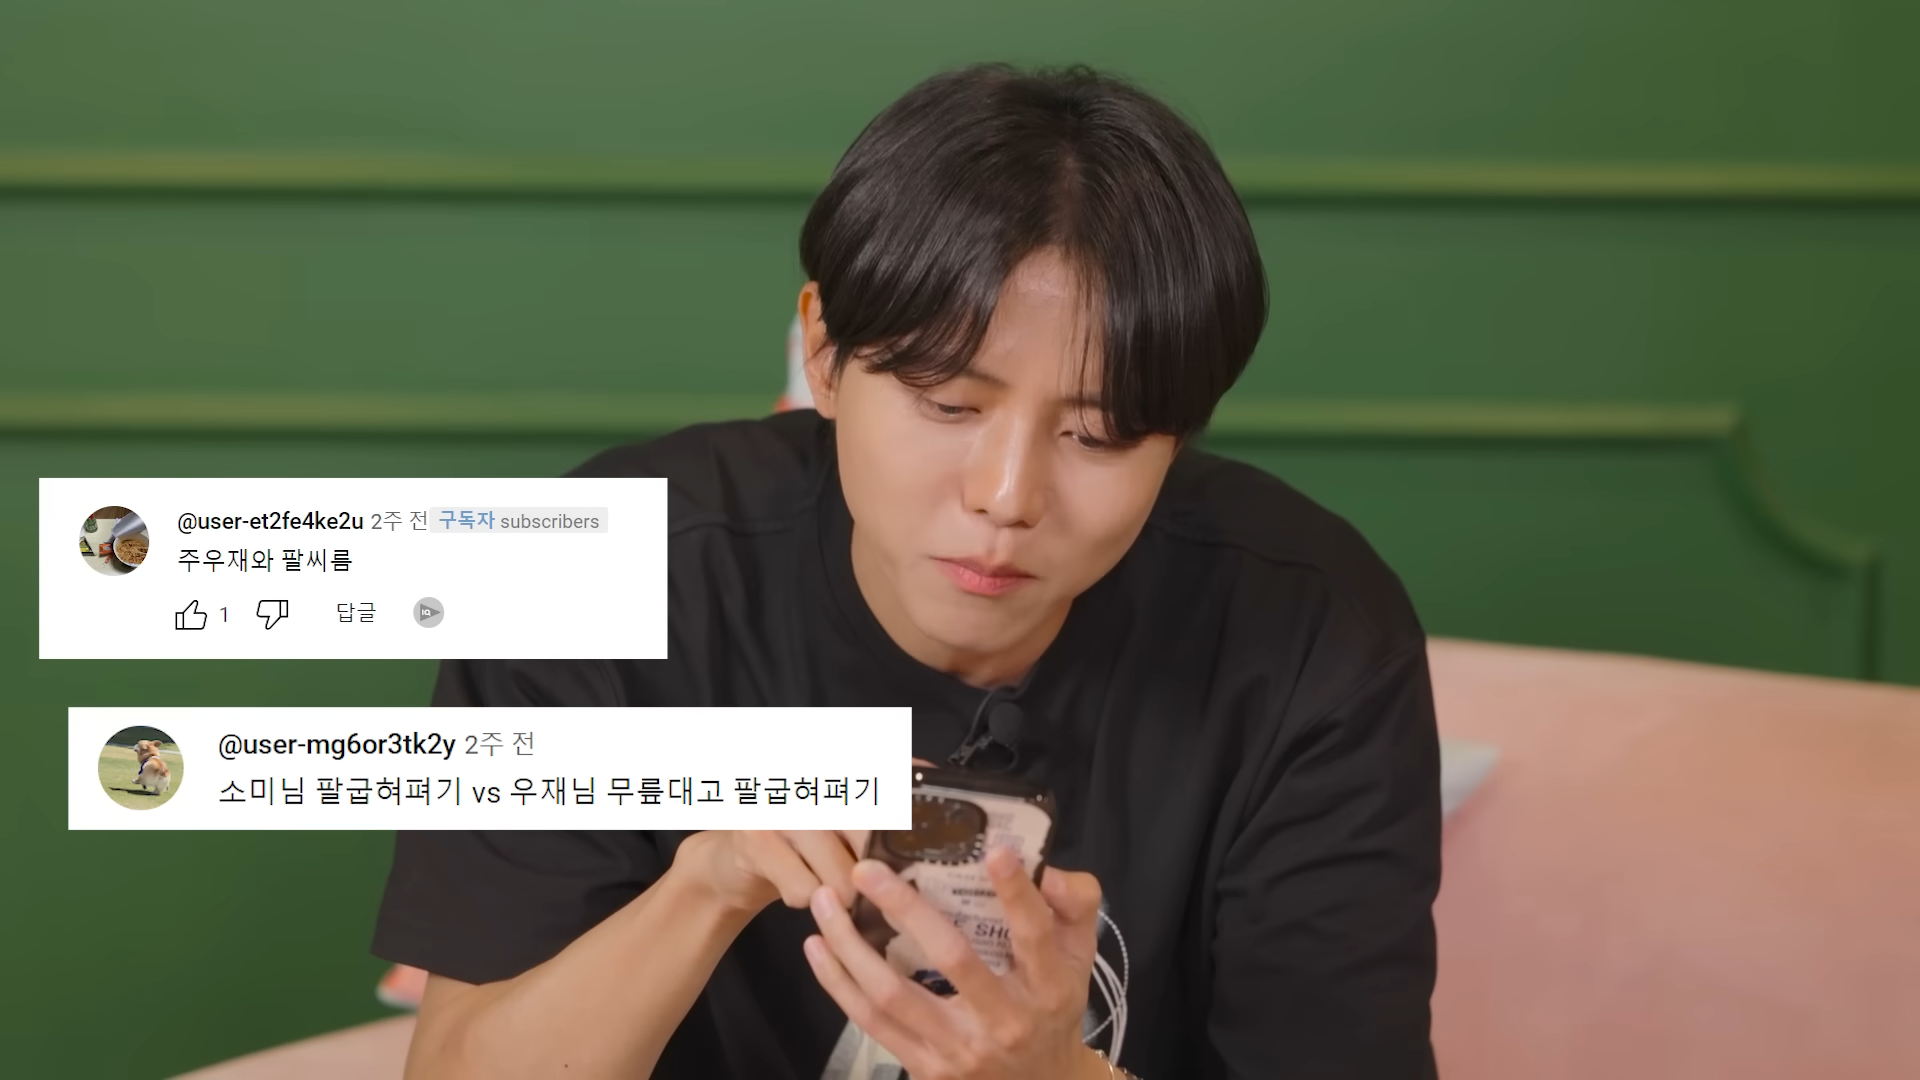 @user-et2fe4ke2u 2주 전 구독자 subscribers
주우재와 팔씨름
1 답글
IQ
@user-mg6or3tk2y 2주 전
소미님 팔굽혀펴기 vs 우재님 무릎대고 팔굽혀펴기